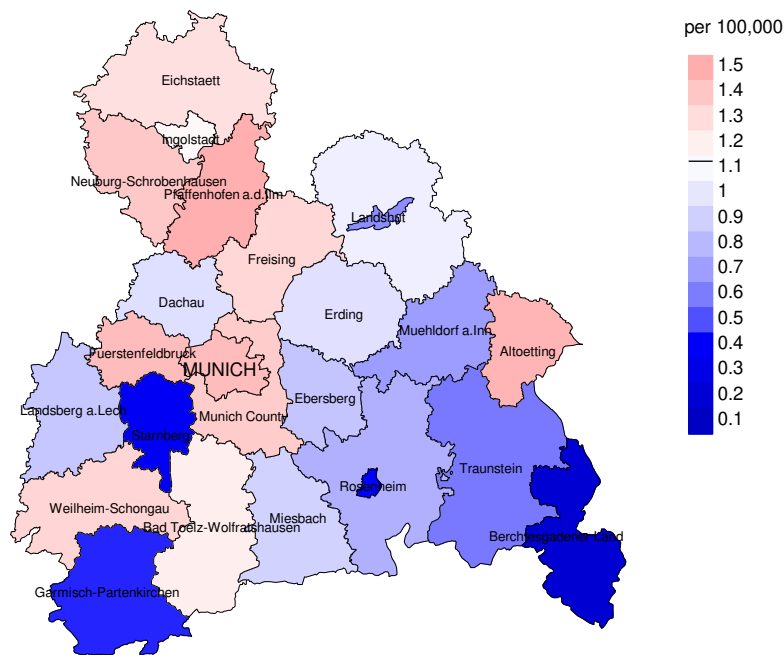 per 100,000
1.5
1.4
1.3
1.2
1.1
1
0.9
0.8
0.7
0.6
0.5
0.4
0.3
0.2
0.1
Eichstaett
Ingolstadt
Neuburg-Schrobenhausen
Pfaffenhofen a.d.Ilm
Landshut
Freising
Dachau
Erding
Muehldorf a.Inn
Altoetting
Fuerstenfeldbruck
MUNICH
Ebersberg
Landsberg a.Lech
Munich County
Starnberg
Traunstein
Rosenheim
Weilheim-Schongau
Miesbach
Bad Toelz-Wolfratshausen
Berchtesgadener Land
Garmisch-Partenkirchen